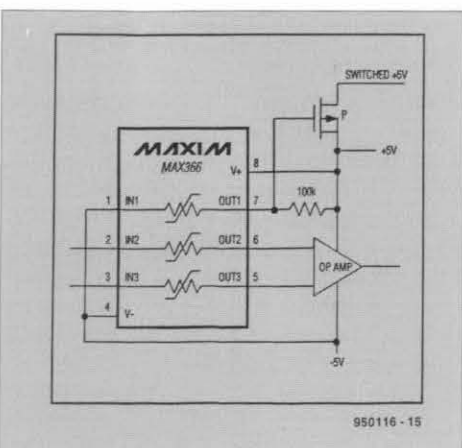 SWITCHED +5V
P
MAXIM
MAX366
V+ 8
+5V
1 IN1 OUT1 7
100k
2 IN2 OUT2 6
3 IN3 OUT3 5
OP AMP
4 V-
-5V
950116 - 15